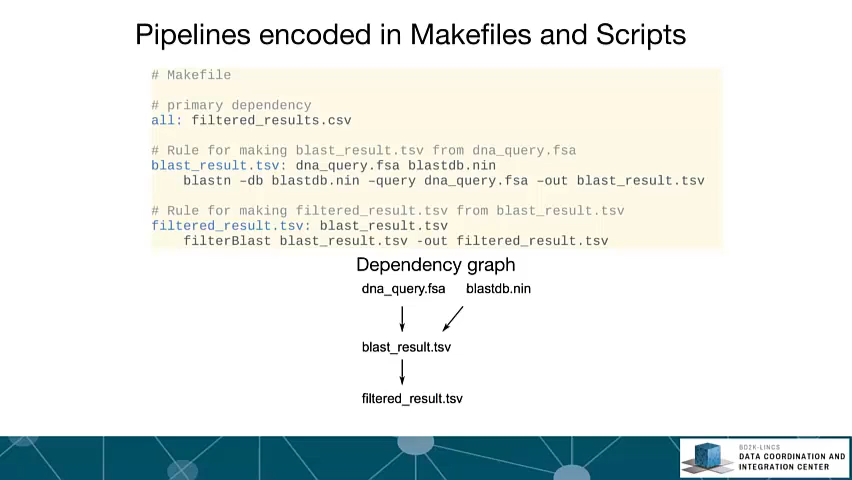 Pipelines encoded in Makefiles and Scripts
# Makefile
# primary dependency
all: filtered_results.csv
# Rule for making blast_result.tsv from dna_query.fsa
blast_result.tsv: dna_query.fsa blastdb.nin
blastn –db blastdb.nin –query dna_query.fsa –out blast_result.tsv
# Rule for making filtered_result.tsv from blast_result.tsv
filtered_result.tsv: blast_result.tsv
filterBlast blast_result.tsv -out filtered_result.tsv
Dependency graph
dna_query.fsa blastdb.nin
blast_result.tsv
filtered_result.tsv
BD2K-LINCS
DATA COORDINATION AND
INTEGRATION CENTER